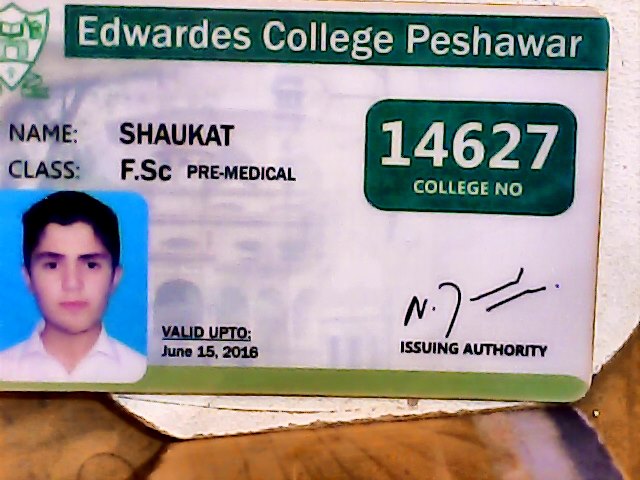 Edwardes College Peshawar
NAME: SHAUKAT
CLASS: F.Sc PRE-MEDICAL
14627
COLLEGE NO
VALID UPTO:
June 15, 2016
ISSUING AUTHORITY